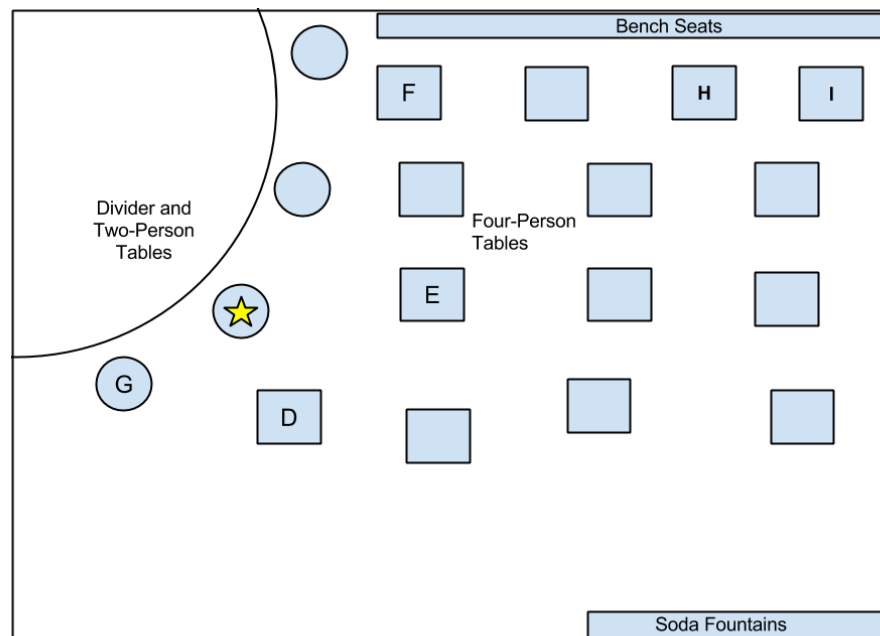 Bench Seats
F
H
I
Divider and
Two-Person
Tables
Four-Person
Tables
E
G
D
Soda Fountains